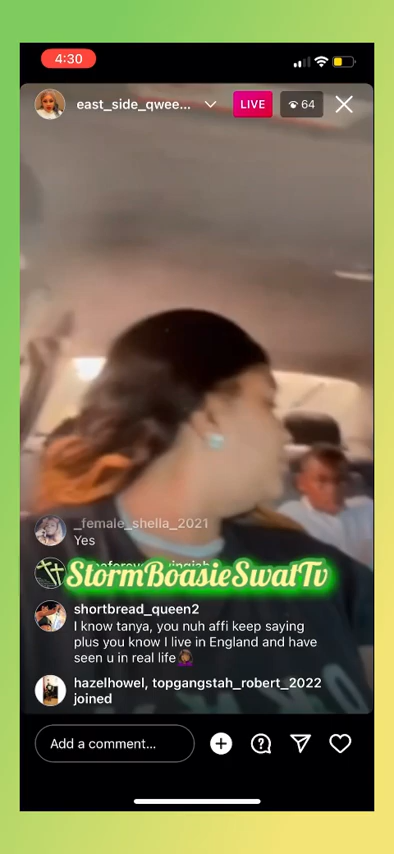 4:30
east_side_qwee...
LIVE
64
_female_shella_2021
Yes
StormBoasieSwatTv
shortbread_queen2
I know tanya, you nuh affi keep saying
plus you know I live in England and have
seen u in real life🤦🏾‍♀️
hazelhowel, topgangstah_robert_2022
joined
Add a comment...